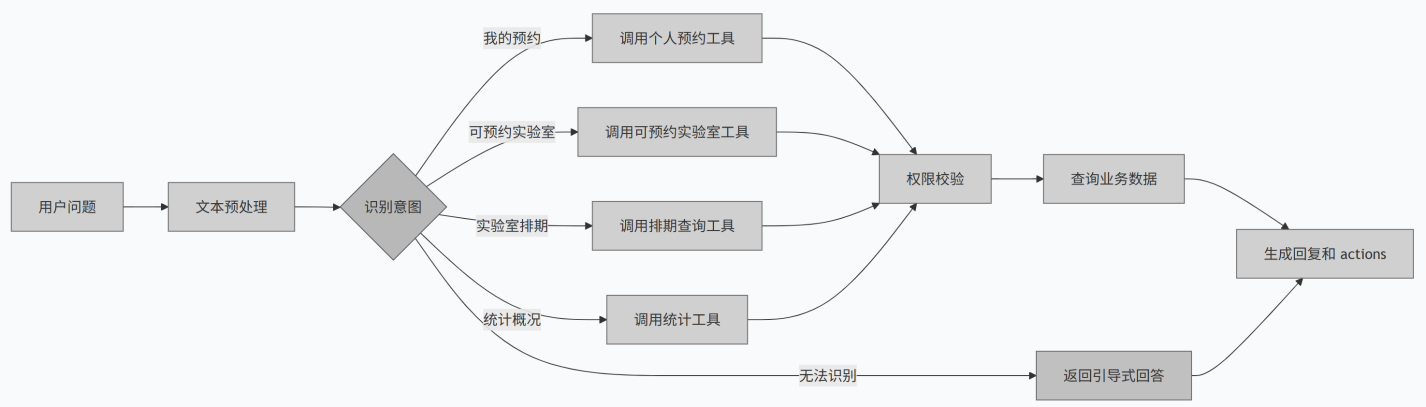 用户问题
文本预处理
识别意图
我的预约
可预约实验室
实验室排期
统计概况
无法识别
调用个人预约工具
调用可预约实验室工具
调用排期查询工具
调用统计工具
权限校验
查询业务数据
返回引导式回答
生成回复和 actions